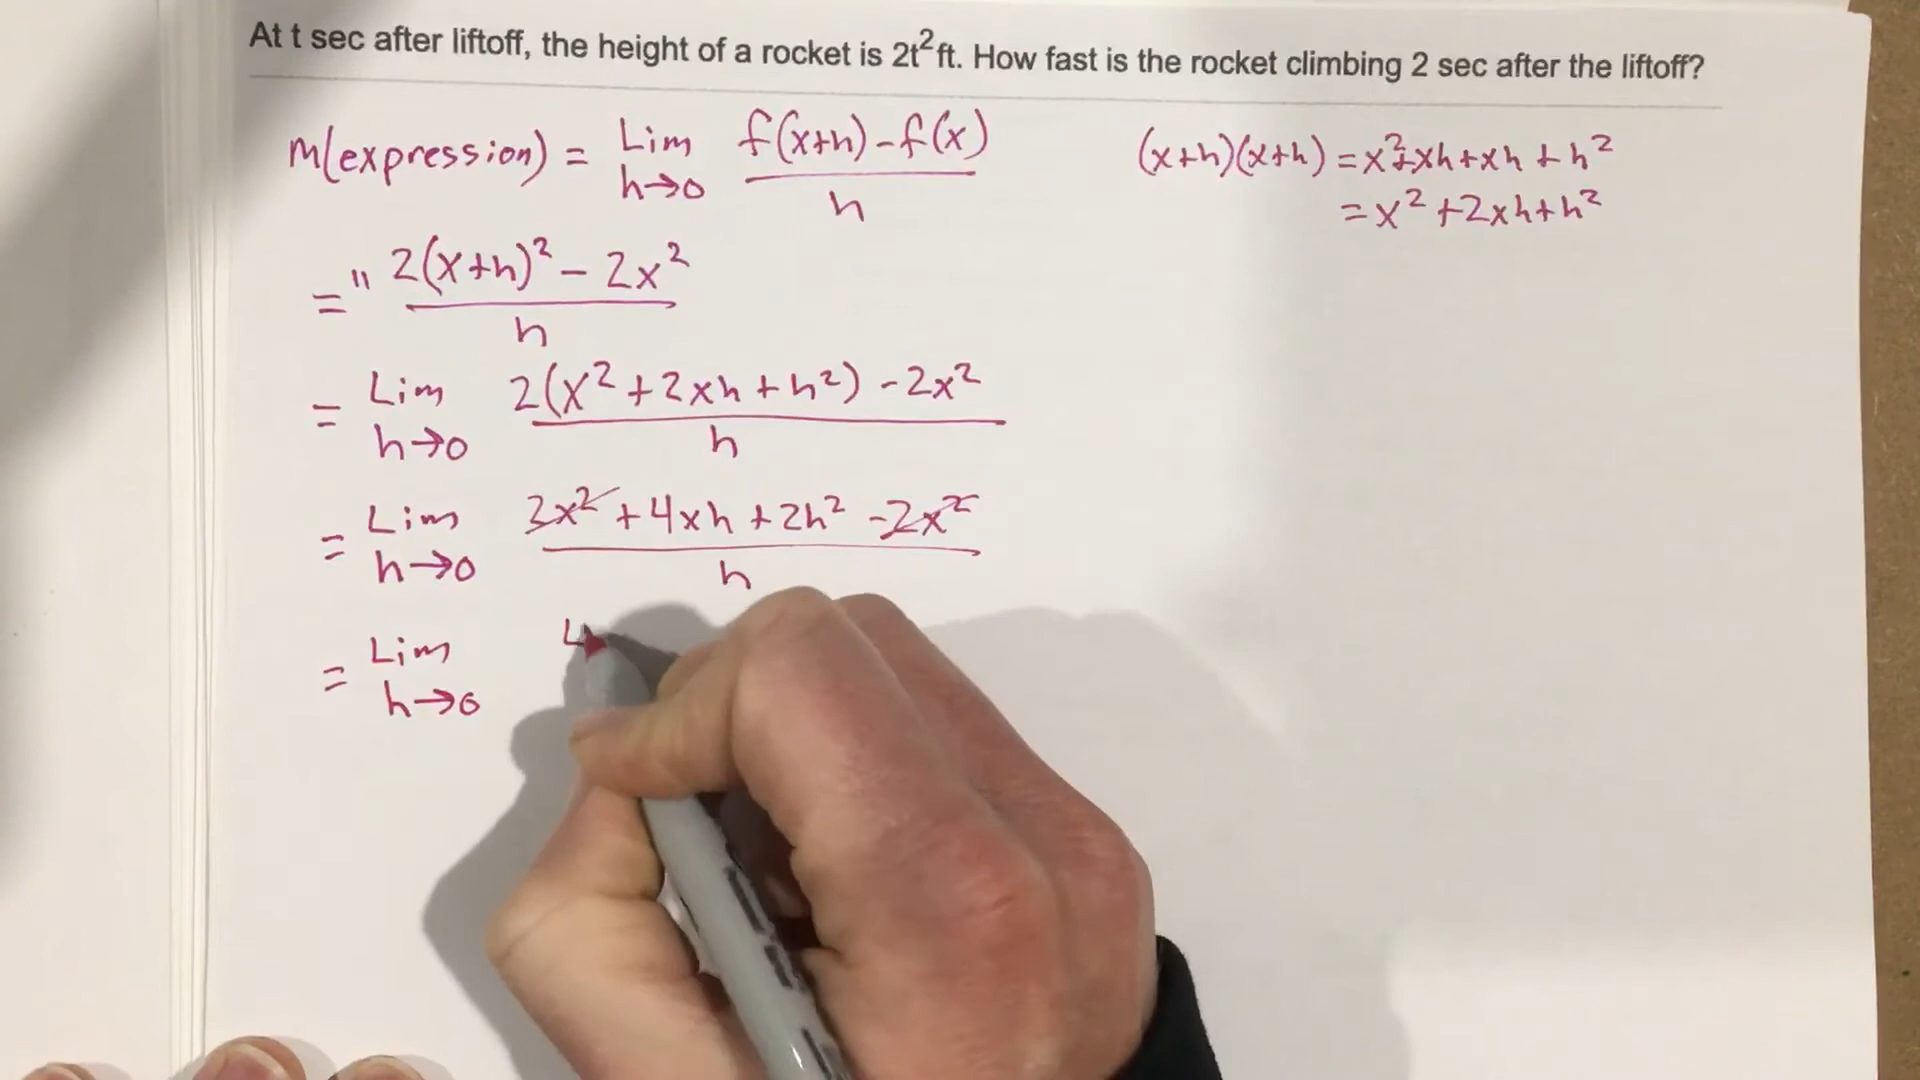 At t sec after liftoff, the height of a rocket is 2t² ft. How fast is the rocket climbing 2 sec after the liftoff?
m(expression) = Lim h→0 f(x+h)-f(x) / h
(x+h)(x+h) = x²+xh+xh+h²
= x²+2xh+h²
= " 2(x+h)² - 2x² / h
= Lim h→0 2(x²+2xh+h²) -2x² / h
= Lim h→0 2x² +4xh +2h² -2x² / h
= Lim h→0 4